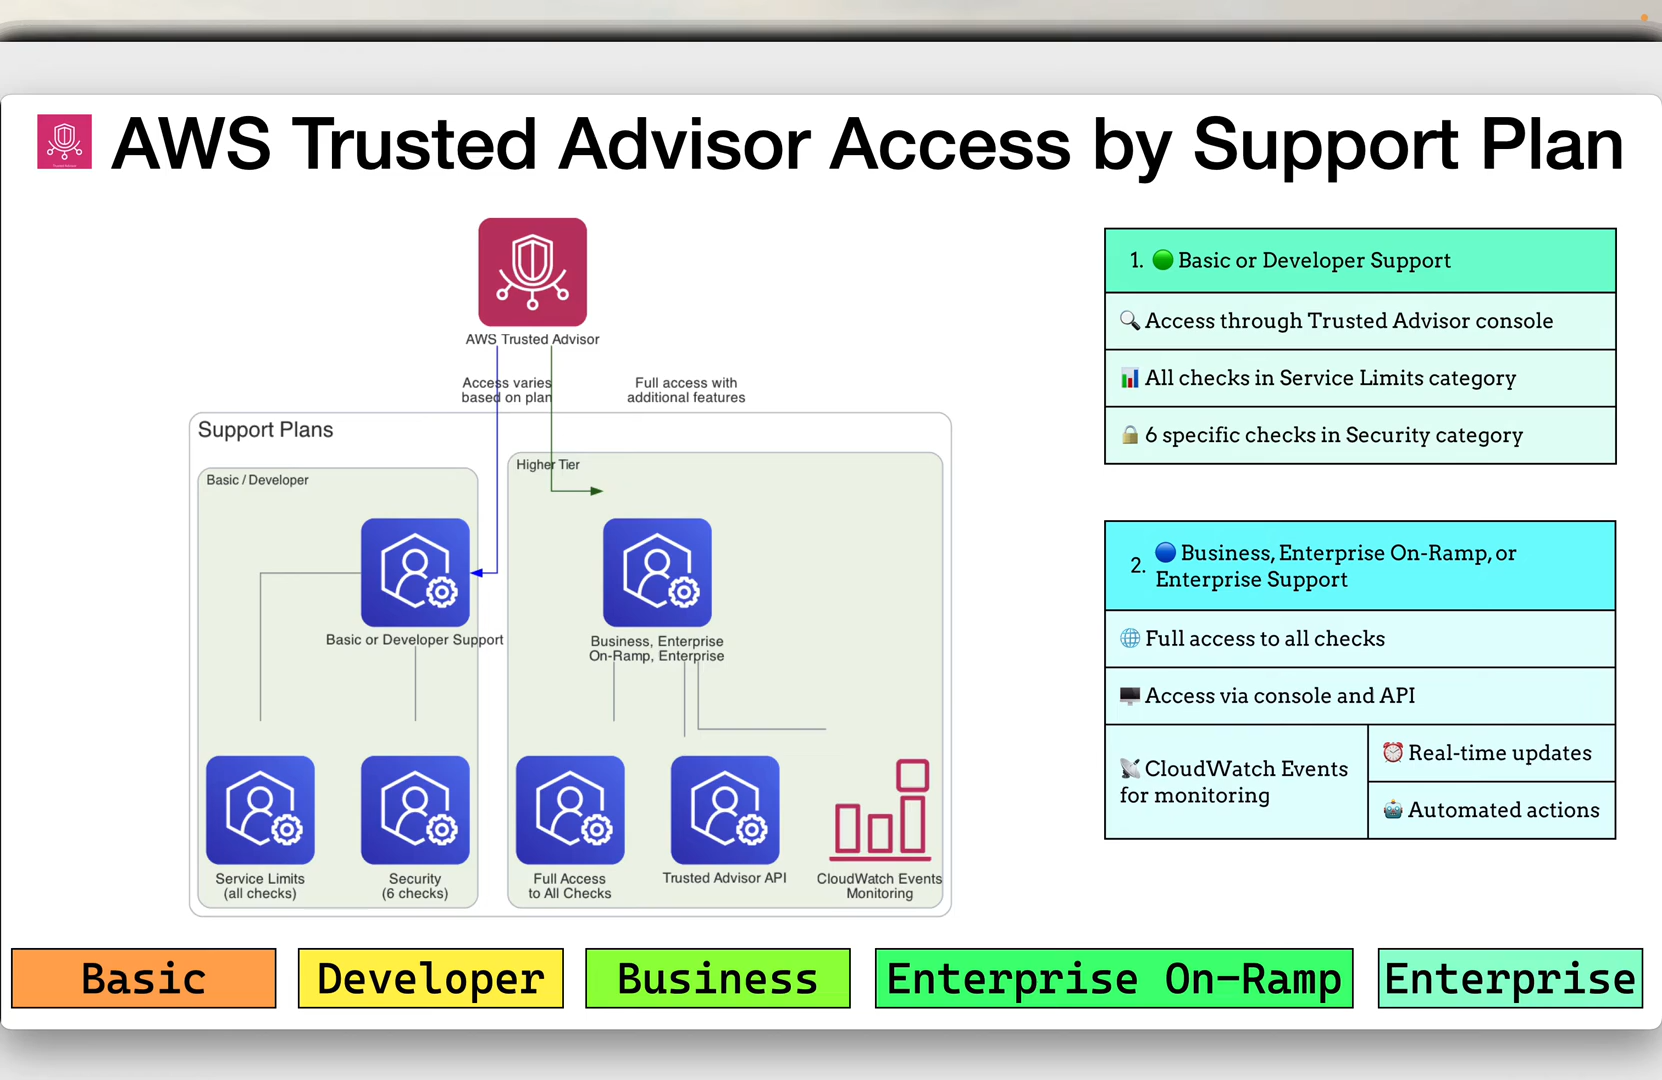 AWS Trusted Advisor Access by Support Plan
AWS Trusted Advisor
Access varies
based on plan
Full access with
additional features
Support Plans
Basic / Developer
Higher Tier
Basic or Developer Support
Business, Enterprise
On-Ramp, Enterprise
Service Limits
(all checks)
Security
(6 checks)
Full Access
to All Checks
Trusted Advisor API
CloudWatch Events
Monitoring
1. Basic or Developer Support
Access through Trusted Advisor console
All checks in Service Limits category
6 specific checks in Security category
2. Business, Enterprise On-Ramp, or
Enterprise Support
Full access to all checks
Access via console and API
CloudWatch Events
for monitoring
Real-time updates
Automated actions
Basic
Developer
Business
Enterprise On-Ramp
Enterprise